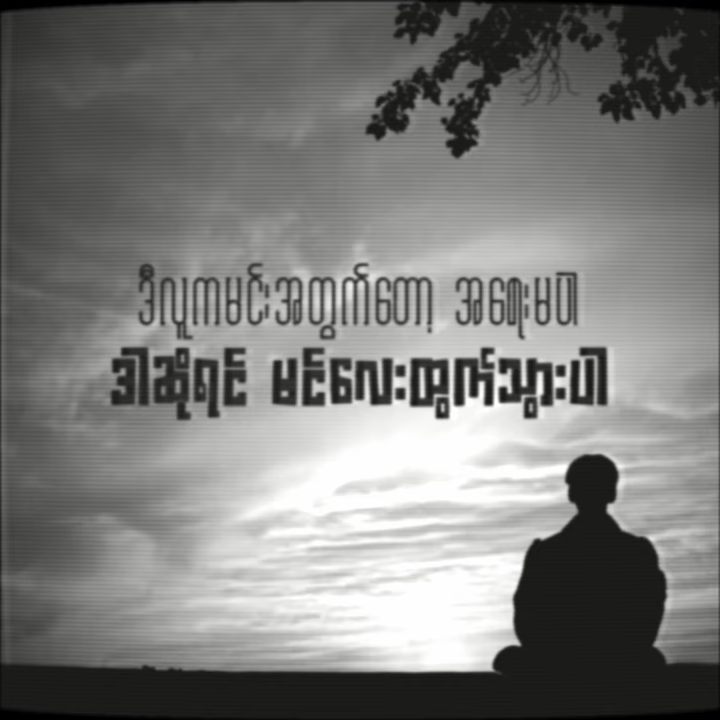 ဒီလူကမင်းအတွက်တော့ အရေးမပါ
ဒါဆိုရင် မင်လေးထွက်သွားပါ